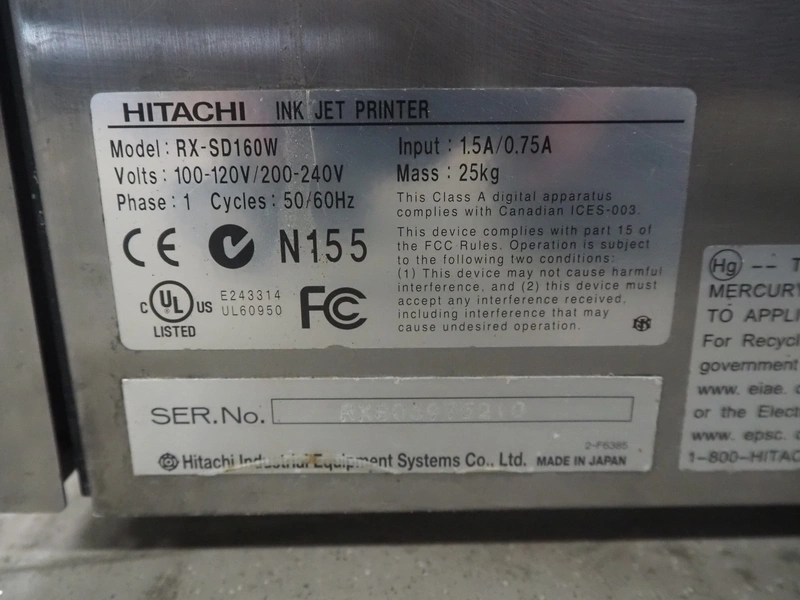 HITACHI INK JET PRINTER
Model : RX-SD160W
Volts : 100-120V/200-240V
Phase : 1 Cycles : 50/60Hz
Input : 1.5A/0.75A
Mass : 25kg
This Class A digital apparatus
complies with Canadian ICES-003.
This device complies with part 15 of
the FCC Rules. Operation is subject
to the following two conditions:
(1) This device may not cause harmful
interference, and (2) this device must
accept any interference received,
including interference that may
cause undesired operation.
CE N155
C UL US
LISTED
E243314
UL60950
FC
SER.No.
2-F6385
Hitachi Industrial Equipment Systems Co., Ltd. MADE IN JAPAN
Hg -- T
MERCURY
TO APPLI
For Recycl
government
www. eiae.
or the Elect
www. epsc.
1-800-HITAC